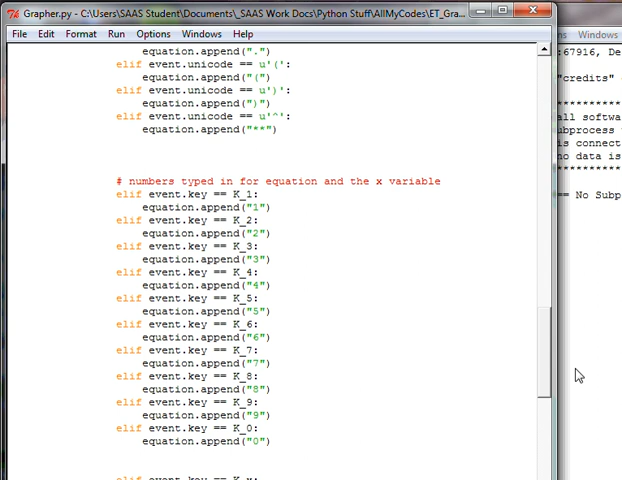 Grapher.py - C:\Users\SAAS Student\Documents\_SAAS Work Docs\Python Stuff\AllMyCodes\ET_Gra...
File Edit Format Run Options Windows Help
equation.append(".")
elif event.unicode == u'(':
equation.append("(")
elif event.unicode == u')':
equation.append(")")
elif event.unicode == u'^':
equation.append("**")
# numbers typed in for equation and the x variable
elif event.key == K_1:
equation.append("1")
elif event.key == K_2:
equation.append("2")
elif event.key == K_3:
equation.append("3")
elif event.key == K_4:
equation.append("4")
elif event.key == K_5:
equation.append("5")
elif event.key == K_6:
equation.append("6")
elif event.key == K_7:
equation.append("7")
elif event.key == K_8:
equation.append("8")
elif event.key == K_9:
equation.append("9")
elif event.key == K_0:
equation.append("0")
elif event.key == K_x:
ns Windows
:67916, De
"credits"
**********
all softwa
ubprocess
is connect
no data is
**********
== No Subp